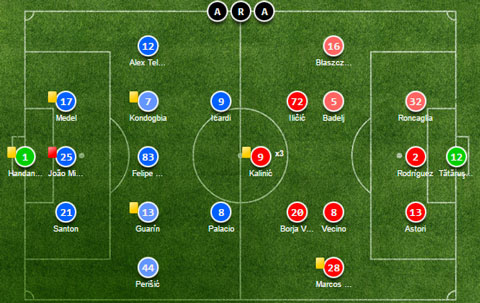 A R A
12
Alex Tel...
16
Blaszcz...
17
Medel
7
Kondogbia
9
Icardi
72
Iličić
5
Badelj
32
Roncaglia
1
Handan...
25
João Mi...
83
Felipe ...
9
x3
Kalinić
2
Rodríguez
12
Tătăruș...
21
Santon
13
Guarín
8
Palacio
20
Borja V...
8
Vecino
13
Astori
44
Perišić
28
Marcos ...